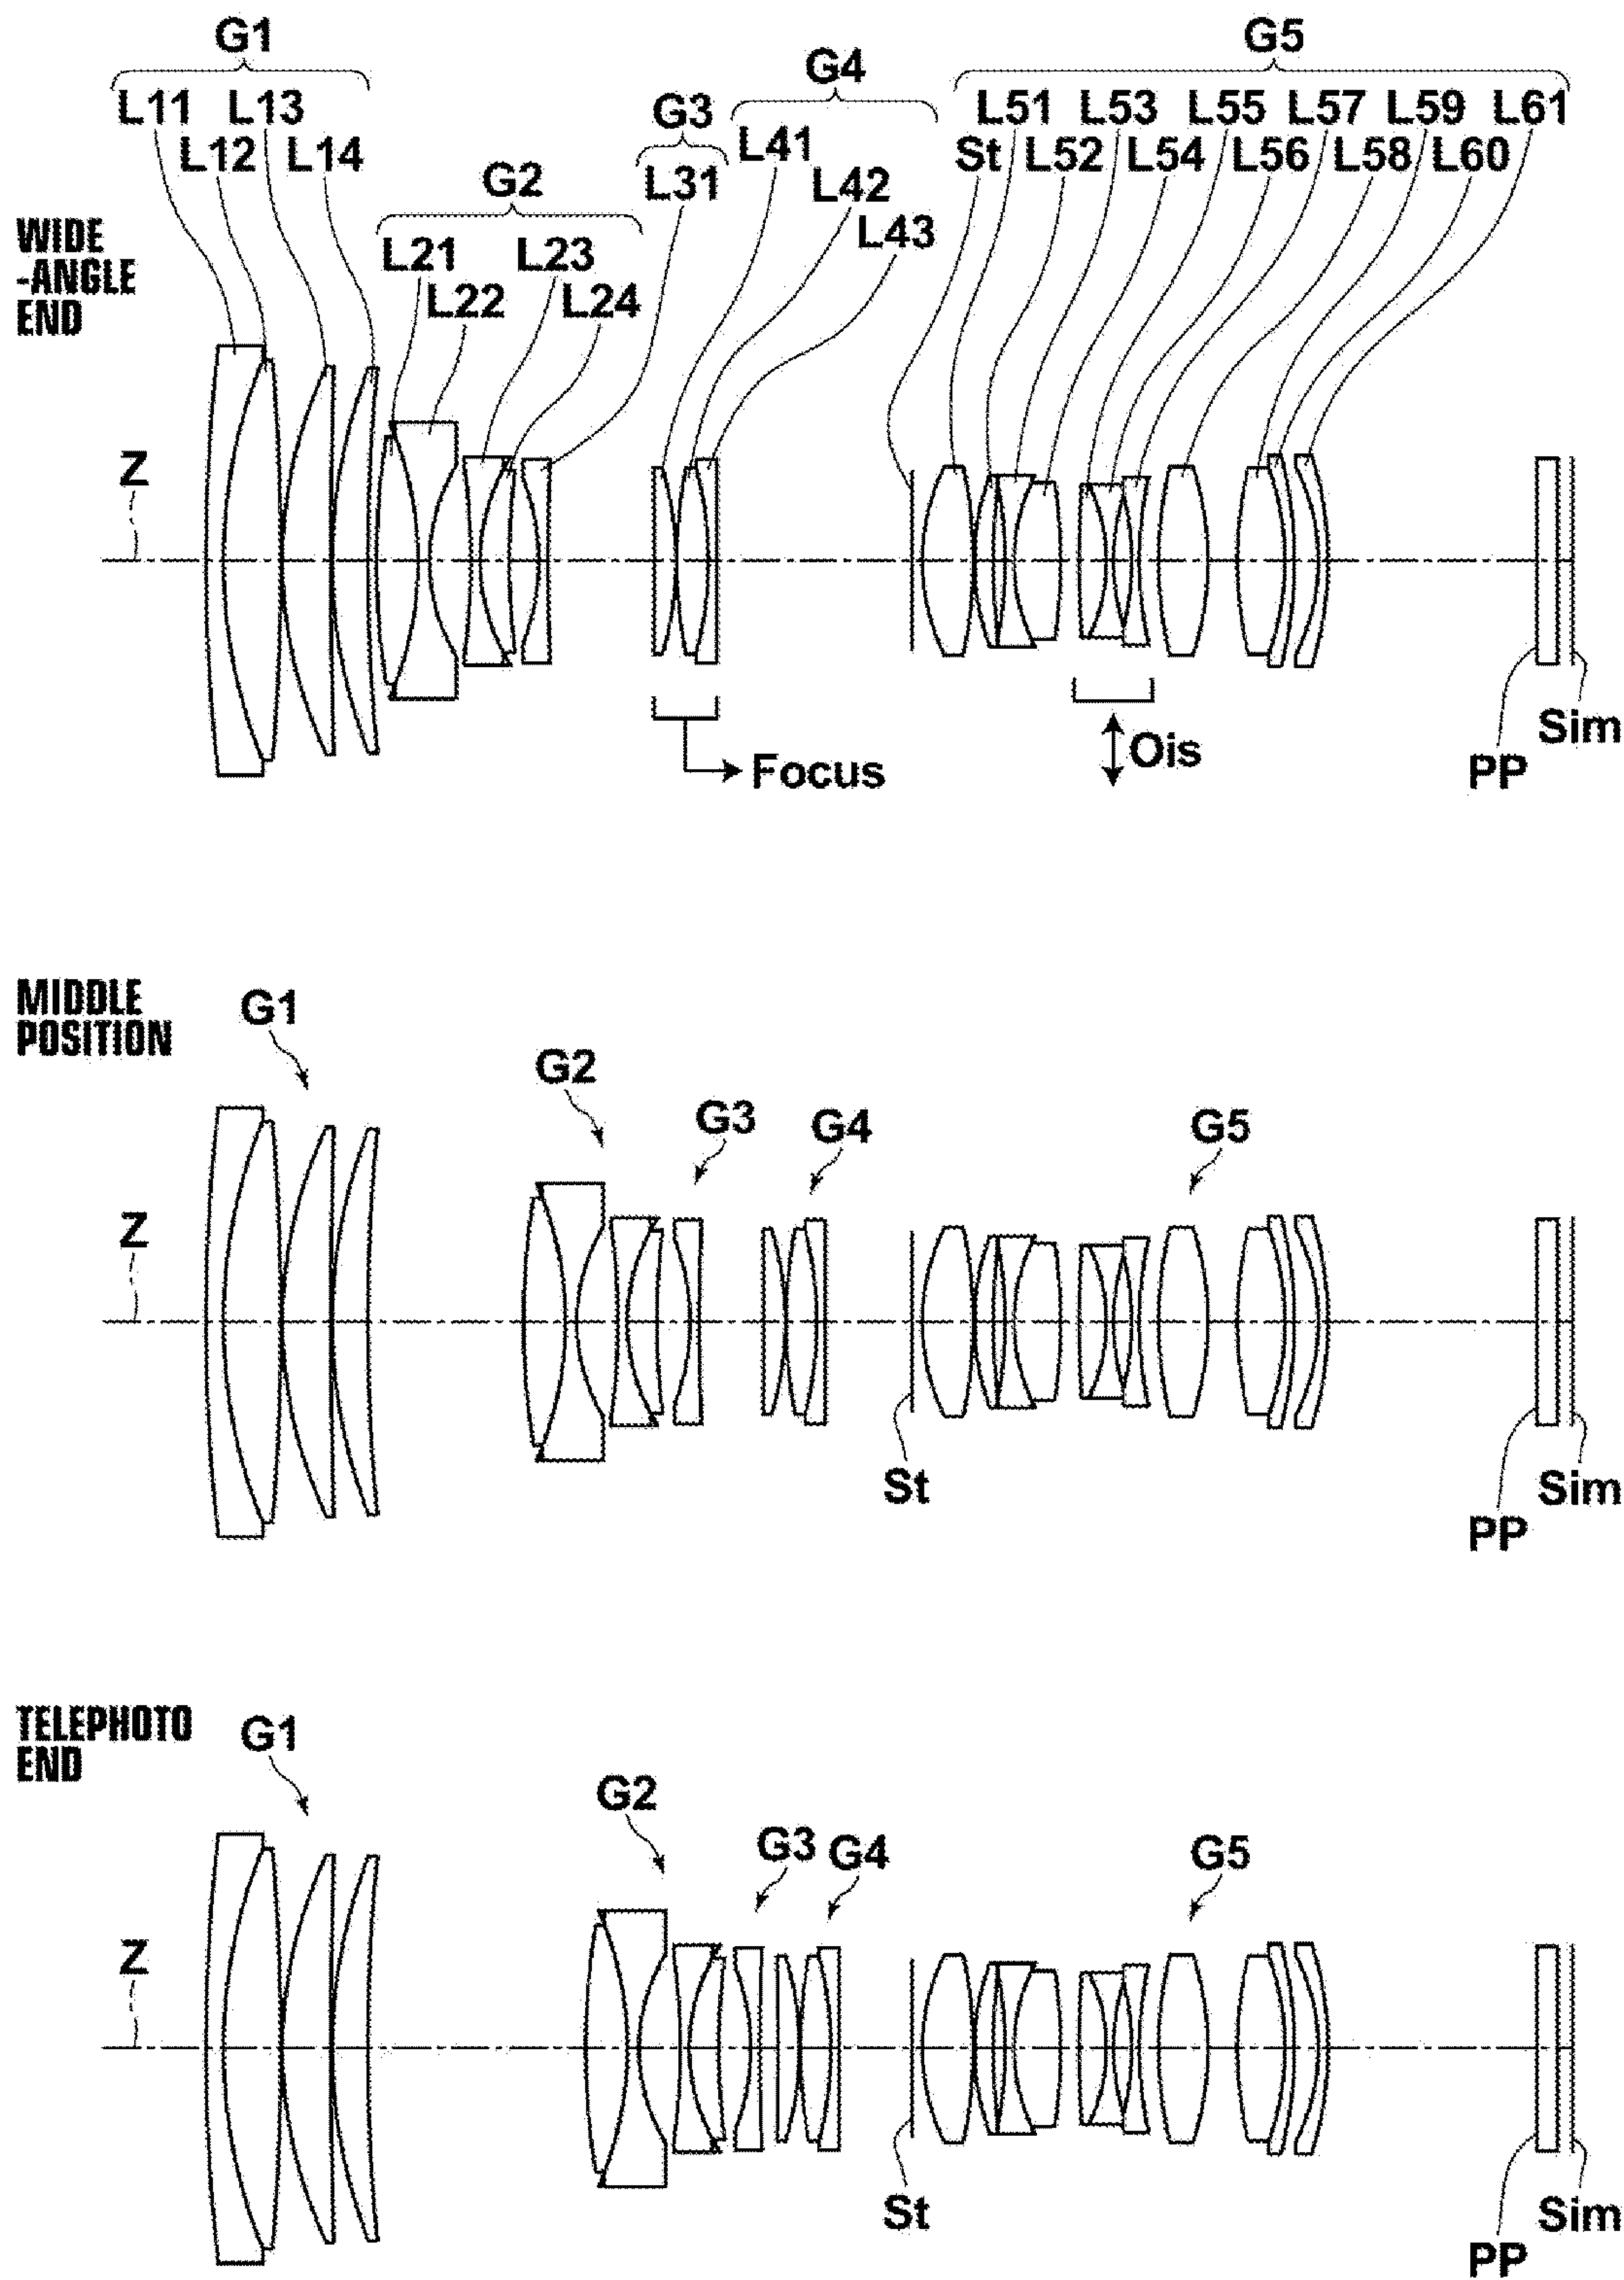 G1
G5
G4
L11 L13
G3
L51 L53 L55 L57 L59 L61
L12 L14
L41
St L52 L54 L56 L58 L60
G2
L31
L42
WIDE
-ANGLE
END
L43
L21 L23
L22 L24
Z
Sim
Focus
Ois
PP
MIDDLE
POSITION
G1
G2
G3
G4
G5
Z
St
Sim
PP
TELEPHOTO
END
G1
G2
G3
G4
G5
Z
St
Sim
PP